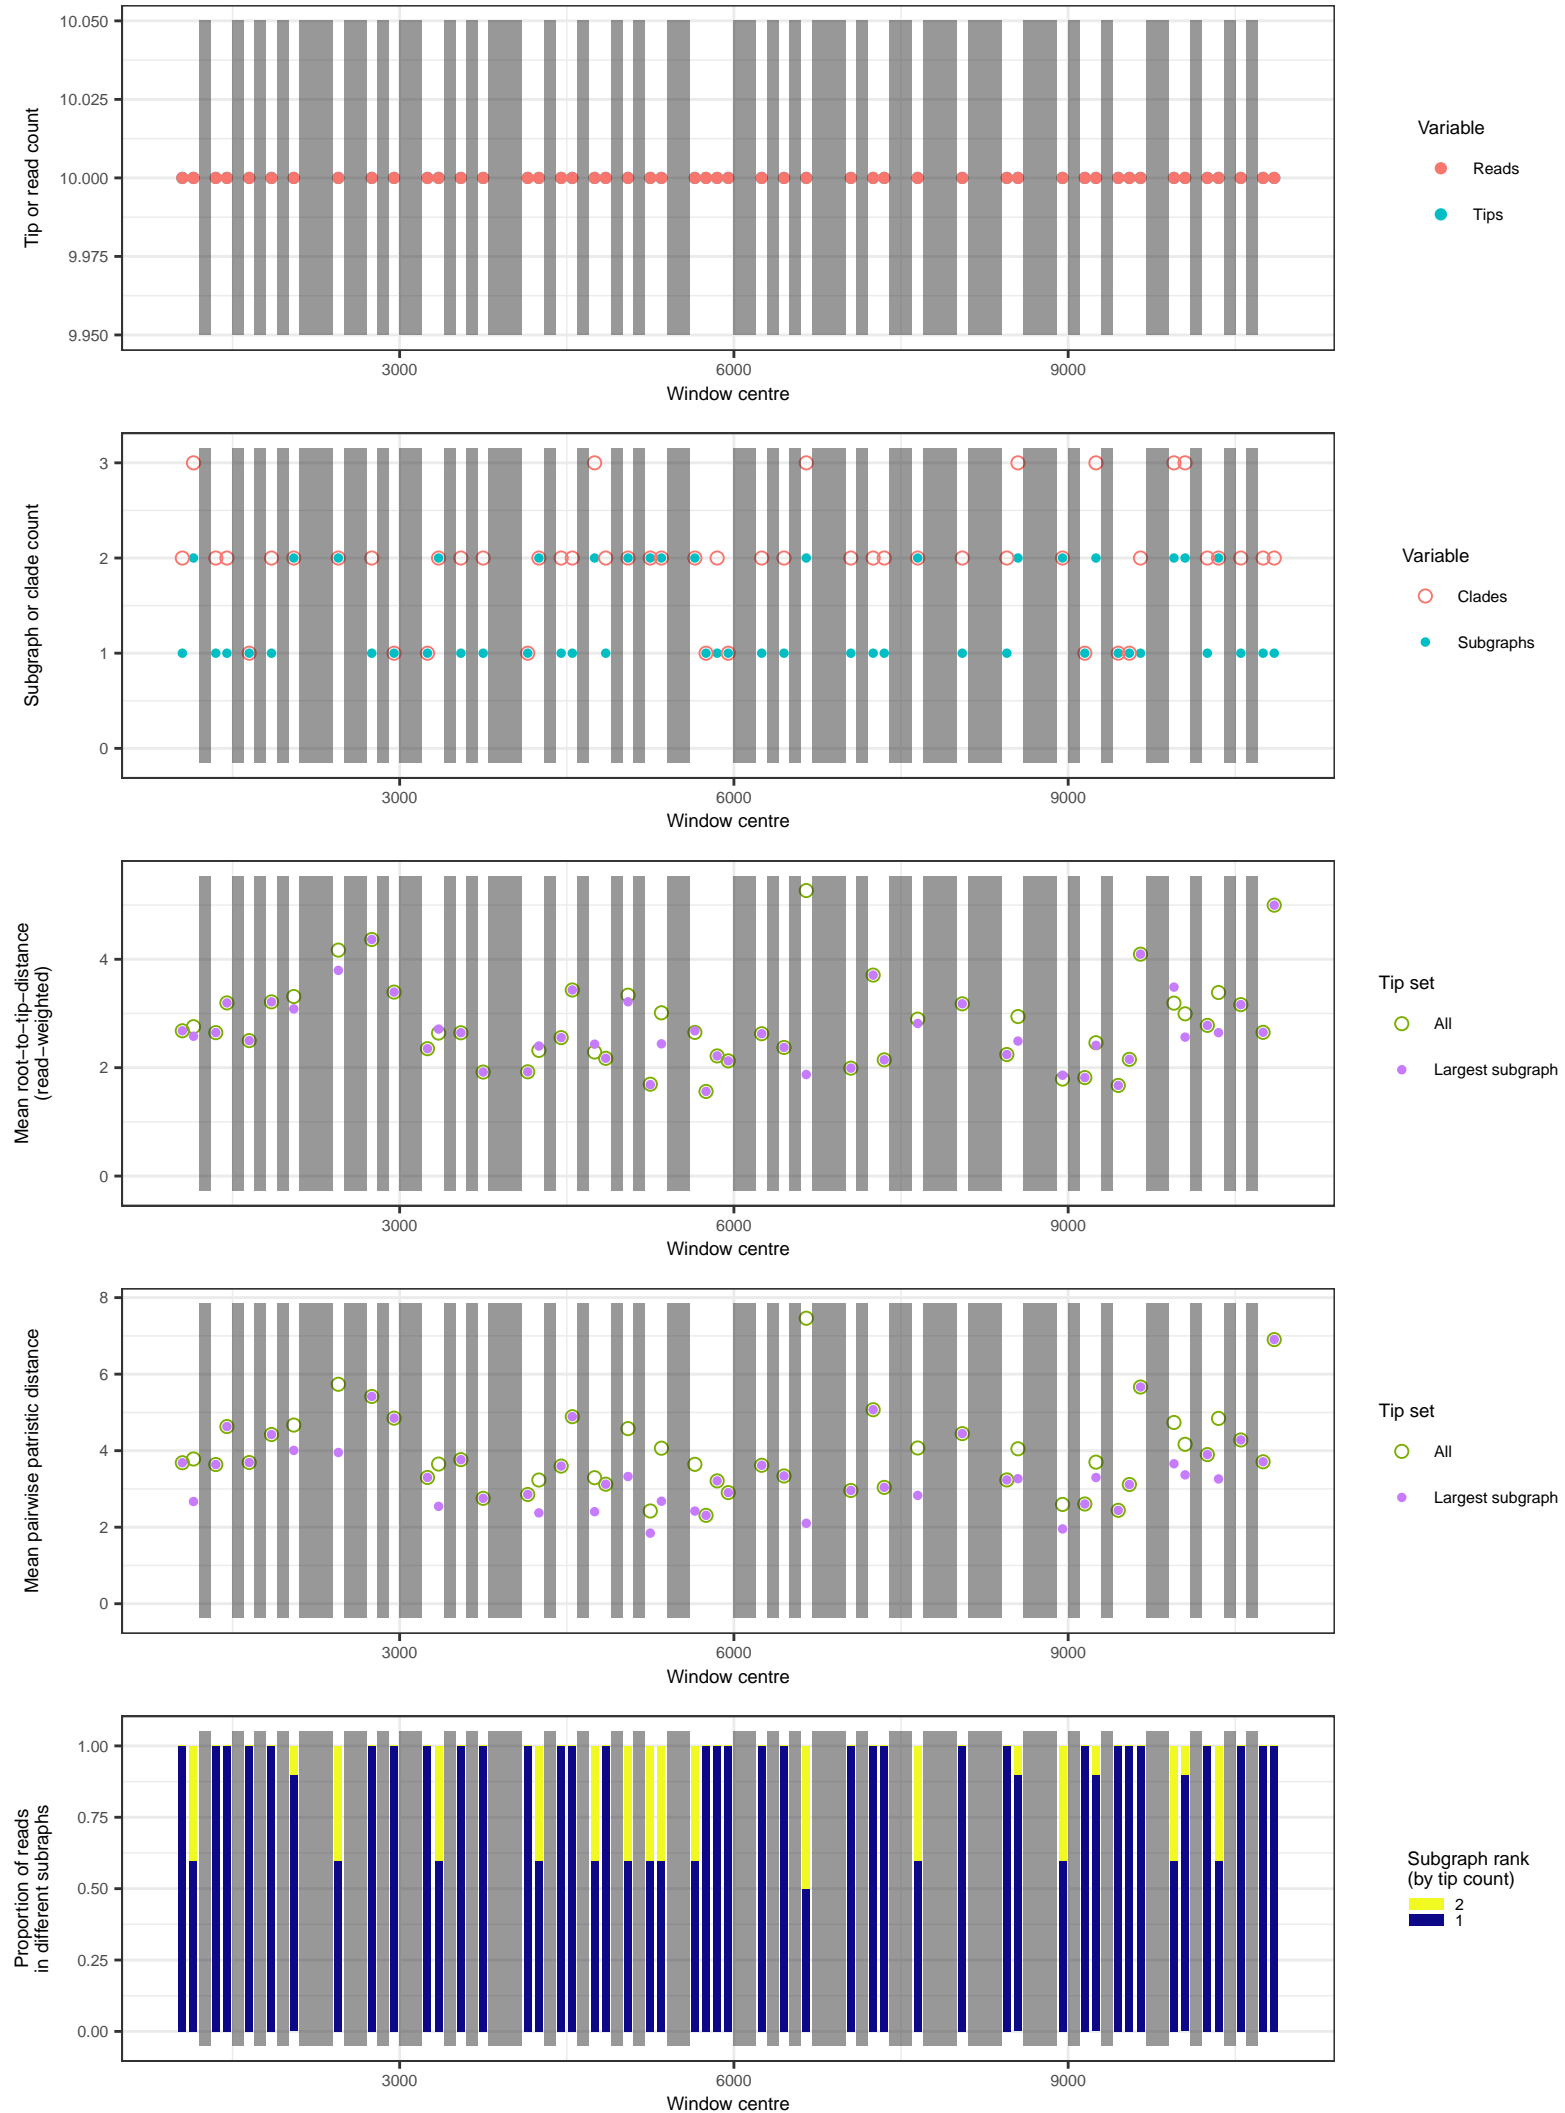 10.050
10.025
10.000
9.975
9.950
Tip or read count
3000
6000
9000
Window centre
Variable
Reads
Tips
3
2
1
0
Subgraph or clade count
3000
6000
9000
Window centre
Variable
Clades
Subgraphs
4
2
0
Mean root−to−tip−distance
(read−weighted)
3000
6000
9000
Window centre
Tip set
All
Largest subgraph
8
6
4
2
0
Mean pairwise patristic distance
3000
6000
9000
Window centre
Tip set
All
Largest subgraph
1.00
0.75
0.50
0.25
0.00
Proportion of reads
in different subraphs
3000
6000
9000
Window centre
Subgraph rank
(by tip count)
2
1